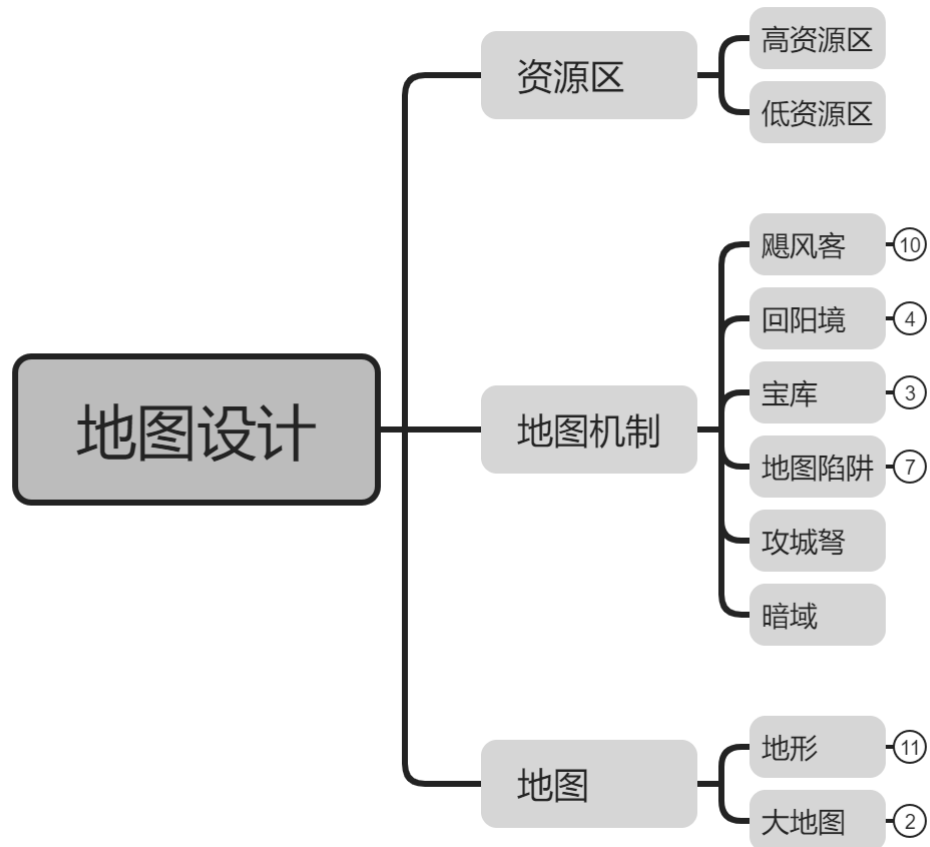 地图设计
资源区
高资源区
低资源区
地图机制
飓风客
10
回阳境
4
宝库
3
地图陷阱
7
攻城弩
暗域
地图
地形
11
大地图
2